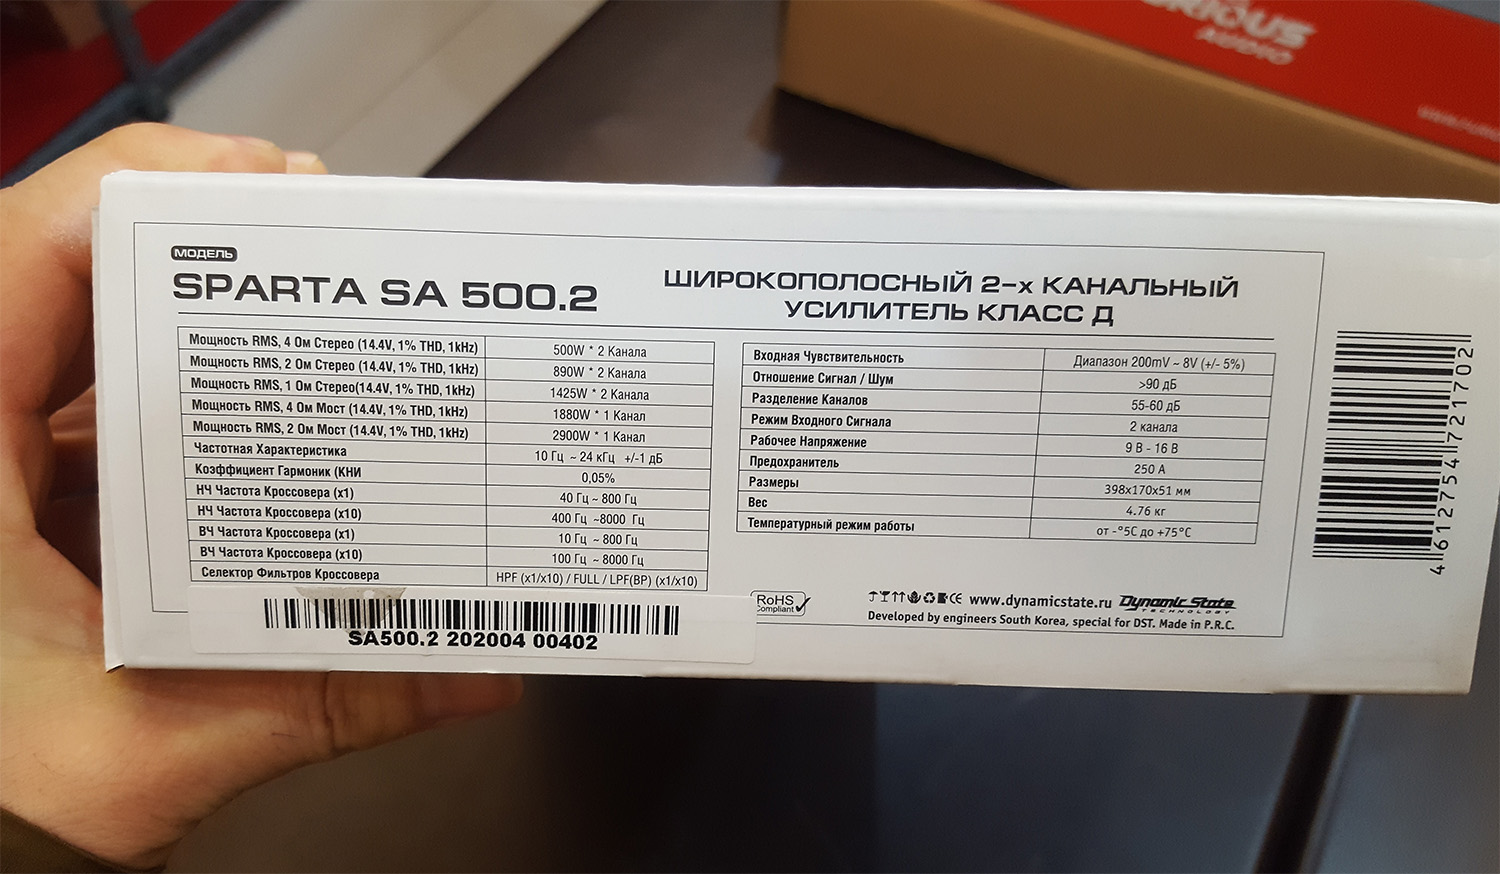 FURIOUS
AUDIO
МОДЕЛЬ
SPARTA SA 500.2
ШИРОКОПОЛОСНЫЙ 2-х КАНАЛЬНЫЙ
УСИЛИТЕЛЬ КЛАСС Д
Мощность RMS, 4 Ом Стерео (14.4V, 1% THD, 1kHz) 500W * 2 Канала
Мощность RMS, 2 Ом Стерео (14.4V, 1% THD, 1kHz) 890W * 2 Канала
Мощность RMS, 1 Ом Стерео(14.4V, 1% THD,1kHz) 1425W * 2 Канала
Мощность RMS, 4 Ом Мост (14.4V, 1% THD, 1kHz) 1880W * 1 Канал
Мощность RMS, 2 Ом Мост (14.4V, 1% THD, 1kHz) 2900W * 1 Канал
Частотная Характеристика 10 Гц ~ 24 кГц +/-1 дБ
Коэффициент Гармоник (КНИ 0,05%
НЧ Частота Кроссовера (x1) 40 Гц ~ 800 Гц
НЧ Частота Кроссовера (x10) 400 Гц ~8000 Гц
ВЧ Частота Кроссовера (x1) 10 Гц ~ 800 Гц
ВЧ Частота Кроссовера (x10) 100 Гц ~ 8000 Гц
Селектор Фильтров Кроссовера HPF (x1/x10) / FULL / LPF(BP) (x1/x10)
Входная Чувствительность Диапазон 200mV ~ 8V (+/- 5%)
Отношение Сигнал / Шум >90 дБ
Разделение Каналов 55-60 дБ
Режим Входного Сигнала 2 канала
Рабочее Напряжение 9 В - 16 В
Предохранитель 250 А
Размеры 398x170x51 мм
Вес 4.76 кг
Температурный режим работы от -°5С до +75°С
4612754721702
SA500.2 202004 00402
RoHS
compliant
CE www.dynamicstate.ru Dynamic State
TECHNOLOGY
Developed by engineers South Korea, special for DST. Made in P.R.C.